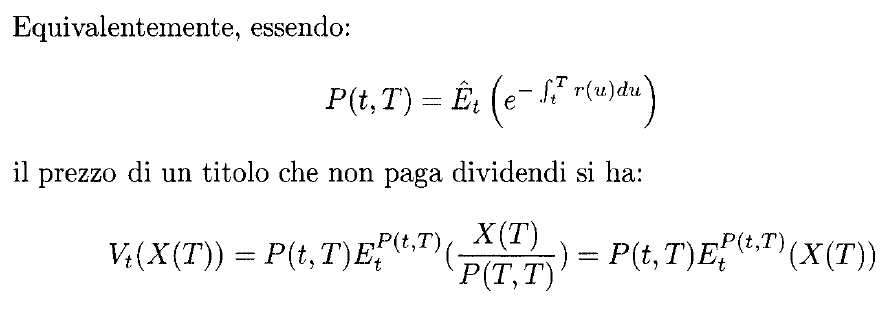 Equivalentemente, essendo:
P(t, T) = Ê_t ( e^{− ∫_t^T r(u)du} )
il prezzo di un titolo che non paga dividendi si ha:
V_t(X(T)) = P(t, T)E_t^{P(t,T)}( \frac{X(T)}{P(T, T)} ) = P(t, T)E_t^{P(t,T)}(X(T))